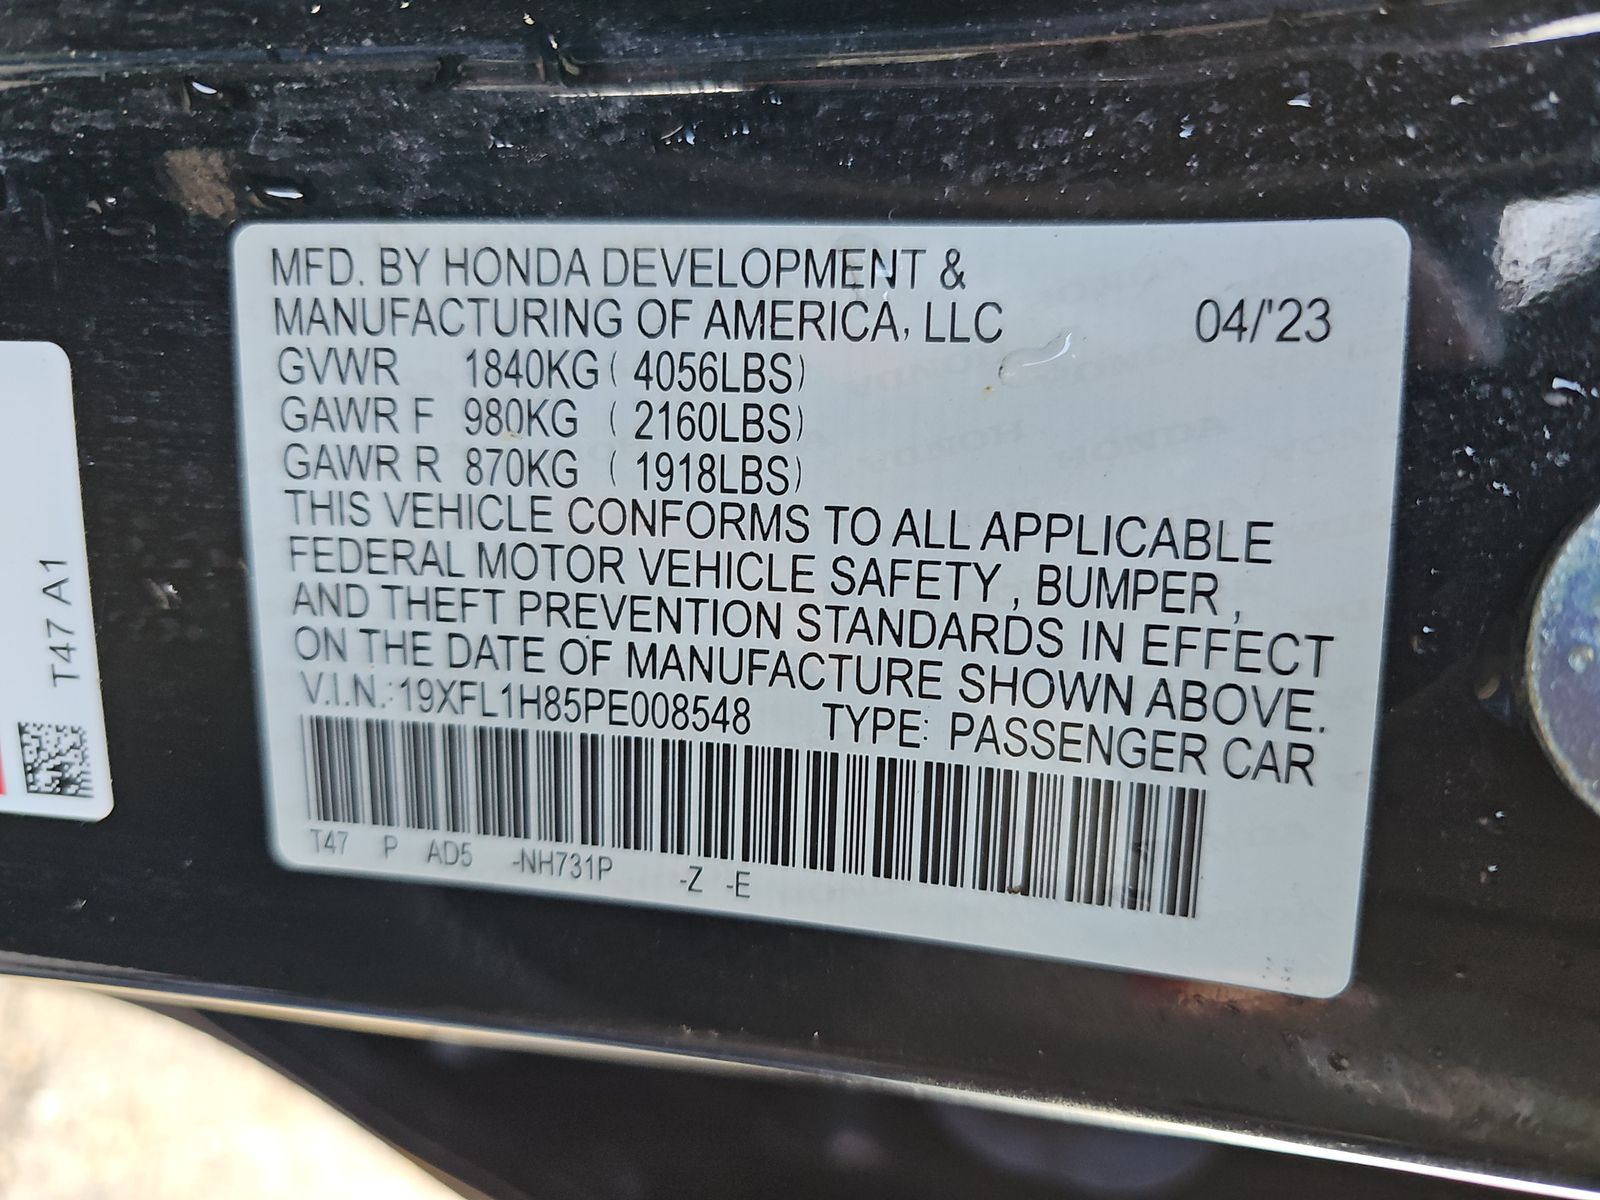 MFD. BY HONDA DEVELOPMENT &
MANUFACTURING OF AMERICA, LLC 04/'23
GVWR 1840KG ( 4056LBS)
GAWR F 980KG ( 2160LBS)
GAWR R 870KG ( 1918LBS)
THIS VEHICLE CONFORMS TO ALL APPLICABLE
FEDERAL MOTOR VEHICLE SAFETY , BUMPER ,
AND THEFT PREVENTION STANDARDS IN EFFECT
ON THE DATE OF MANUFACTURE SHOWN ABOVE.
V.I.N.: 19XFL1H85PE008548 TYPE: PASSENGER CAR
T47 P AD5 -NH731P -Z -E
T47 A1